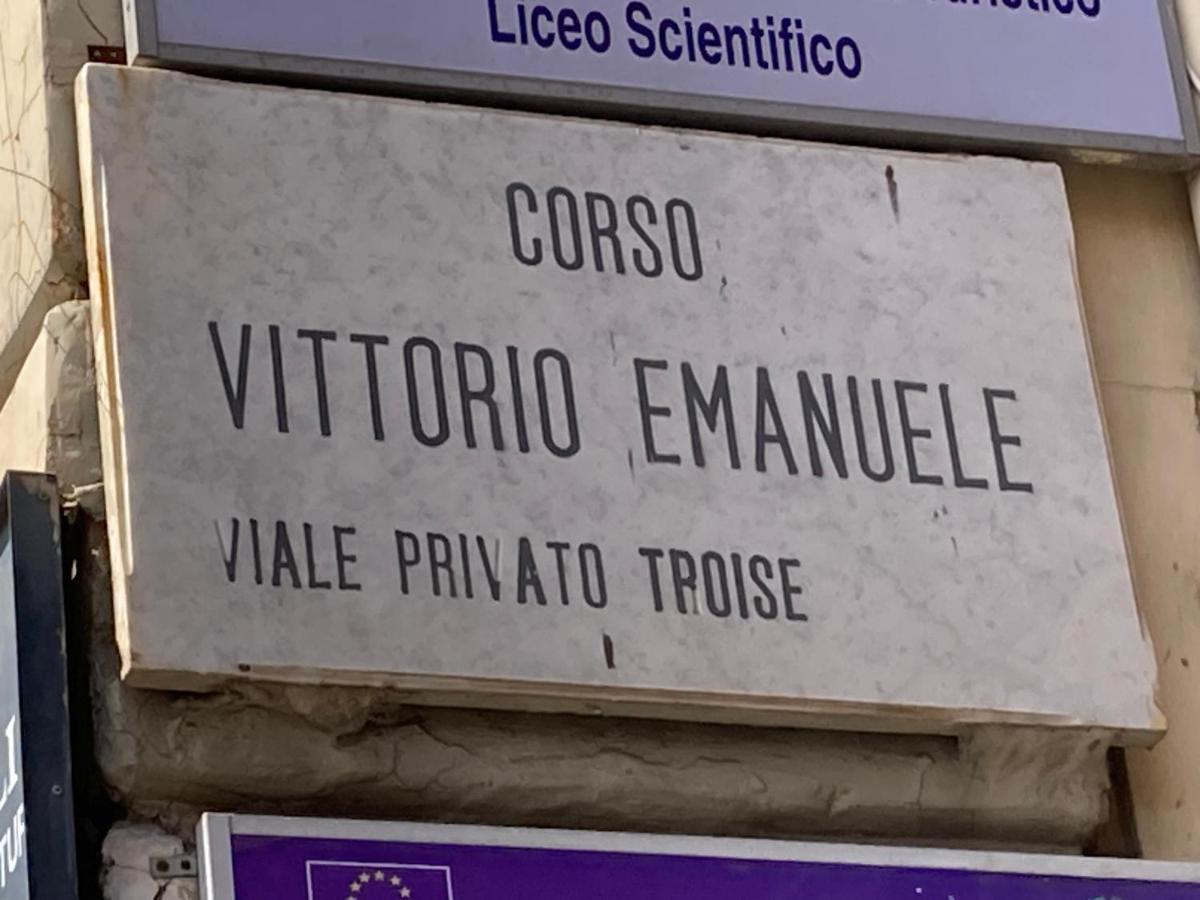 Liceo Scientifico
CORSO
VITTORIO EMANUELE
VIALE PRIVATO TROISE